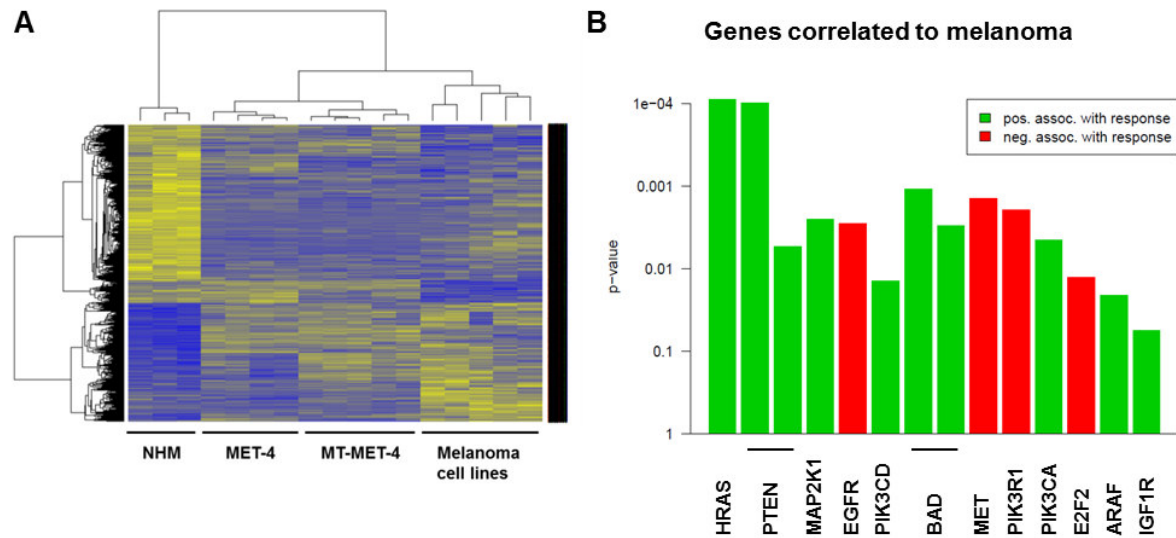 A
NHM
MET-4
MT-MET-4
Melanoma
cell lines
B
Genes correlated to melanoma
p-value
1e-04
0.001
0.01
0.1
1
pos. assoc. with response
neg. assoc. with response
HRAS
PTEN
MAP2K1
EGFR
PIK3CD
BAD
MET
PIK3R1
PIK3CA
E2F2
ARAF
IGF1R